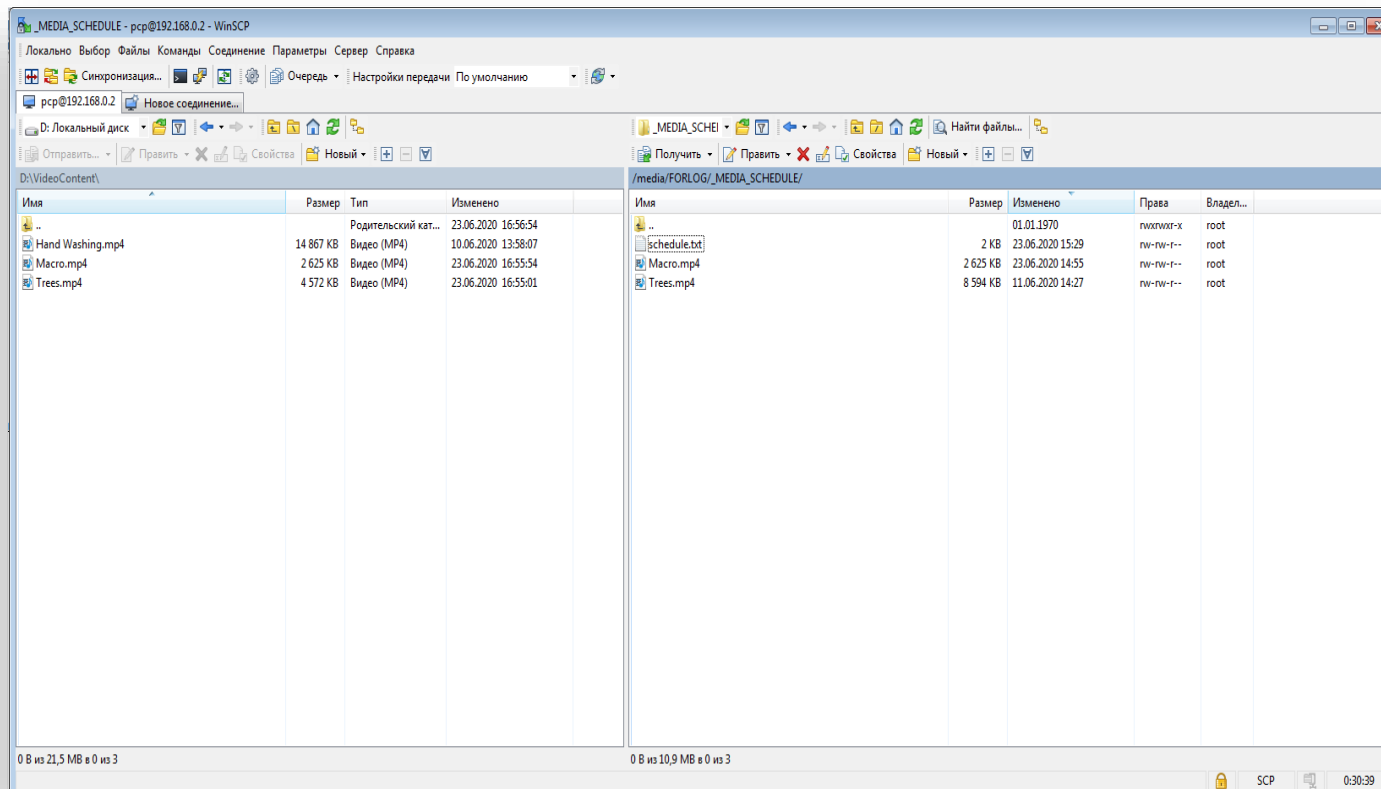 _MEDIA_SCHEDULE - pcp@192.168.0.2 - WinSCP
Локально Выбор Файлы Команды Соединение Параметры Сервер Справка
Синхронизация... Очередь Настройки передачи По умолчанию
pcp@192.168.0.2 Новое соединение...
D: Локальный диск
Отправить... Править Свойства Новый
D:\VideoContent\
Имя Размер Тип Изменено
.. Родительский кат... 23.06.2020 16:56:54
Hand Washing.mp4 14 867 KB Видео (MP4) 10.06.2020 13:58:07
Macro.mp4 2 625 KB Видео (MP4) 23.06.2020 16:55:54
Trees.mp4 4 572 KB Видео (MP4) 23.06.2020 16:55:01
0 B из 21,5 MB в 0 из 3
_MEDIA_SCHEI Найти файлы...
Получить Править Свойства Новый
/media/FORLOG/_MEDIA_SCHEDULE/
Имя Размер Изменено Права Владел...
.. 01.01.1970 rwxrwxr-x root
schedule.txt 2 KB 23.06.2020 15:29 rw-rw-r-- root
Macro.mp4 2 625 KB 23.06.2020 14:55 rw-rw-r-- root
Trees.mp4 8 594 KB 11.06.2020 14:27 rw-rw-r-- root
0 B из 10,9 MB в 0 из 3
SCP 0:30:39